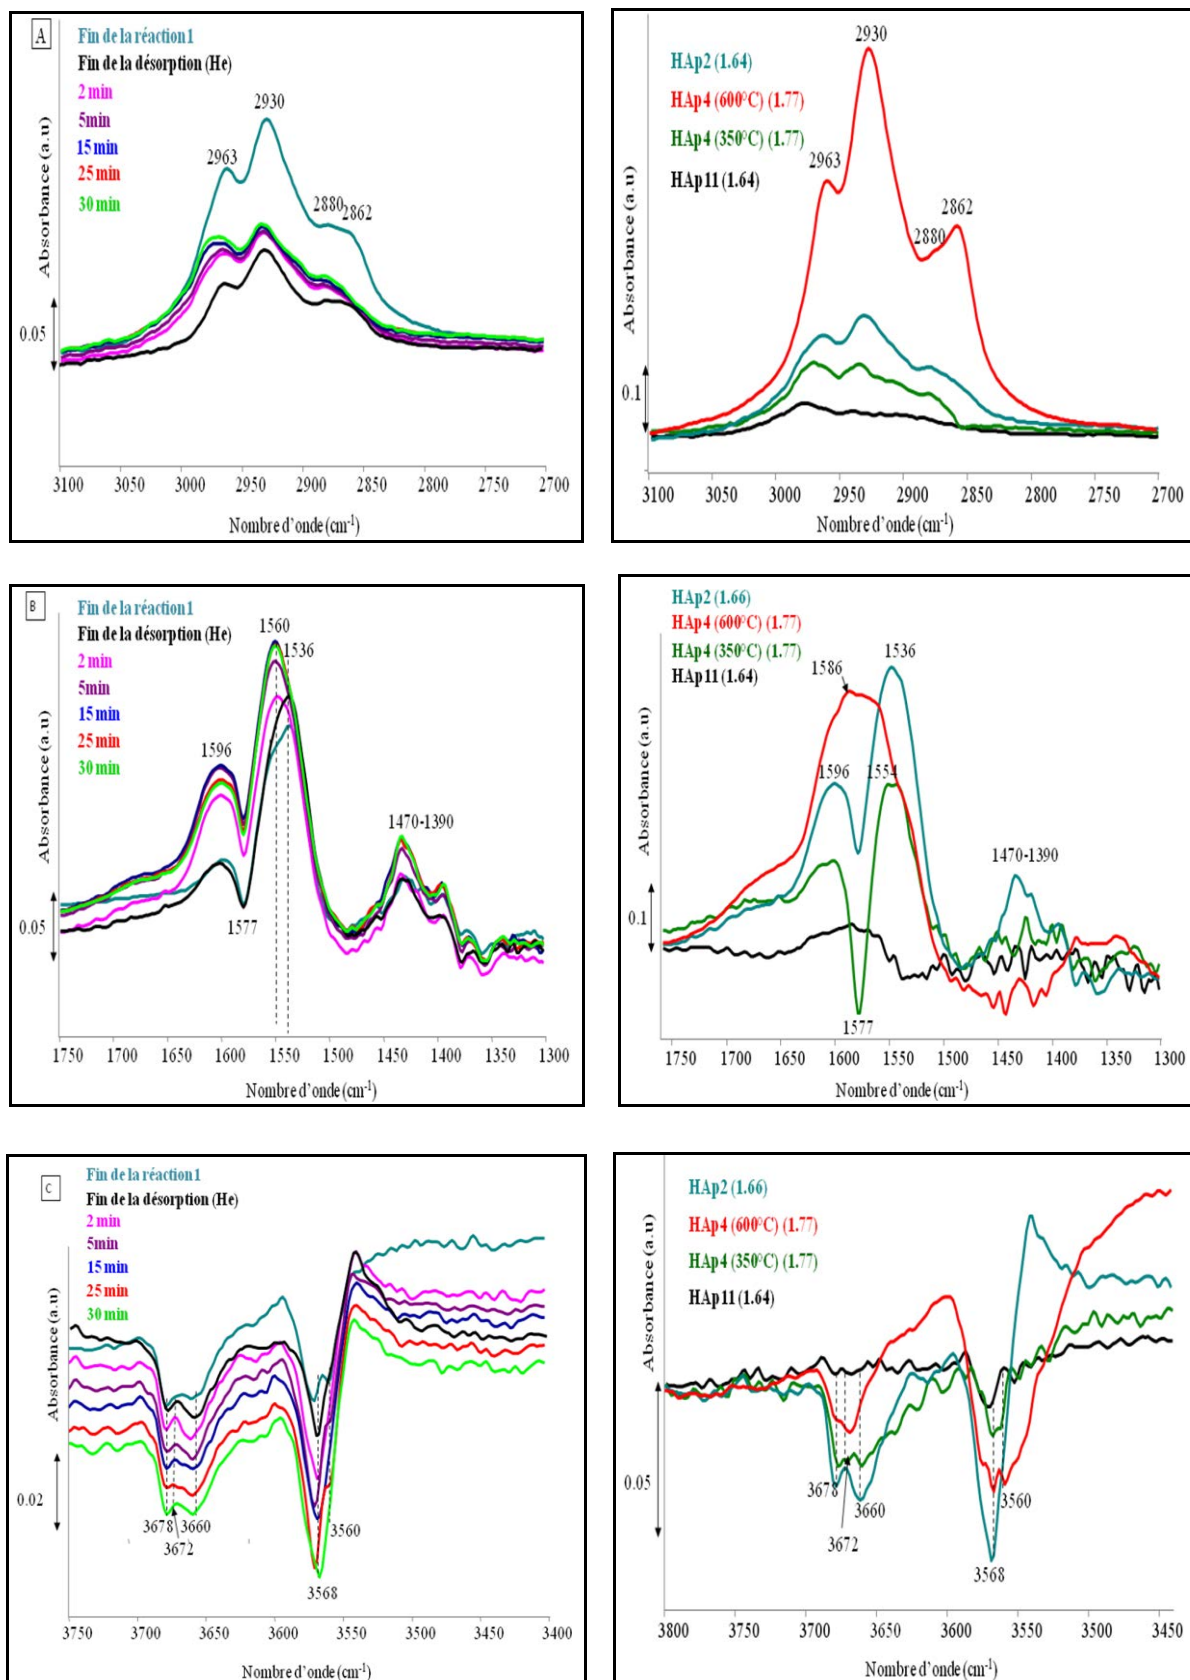 A
Fin de la réaction1
Fin de la désorption (He)
2 min
5min
15 min
25 min
30 min
2930
2963
2880
2862
Absorbance (a.u)
0.05
3100 3050 3000 2950 2900 2850 2800 2750 2700
Nombre d'onde (cm-1)
HAp2 (1.64)
HAp4 (600°C) (1.77)
HAp4 (350°C) (1.77)
HAp11 (1.64)
2930
2963
2862
2880
Absorbance (a.u)
0.1
3100 3050 3000 2950 2900 2850 2800 2750 2700
Nombre d'onde (cm-1)
B
Fin de la réaction1
Fin de la désorption (He)
2 min
5min
15 min
25 min
30 min
1560
1536
1596
1577
1470-1390
Absorbance (a.u)
0.05
1750 1700 1650 1600 1550 1500 1450 1400 1350 1300
Nombre d'onde (cm-1)
HAp2 (1.66)
HAp4 (600°C) (1.77)
HAp4 (350°C) (1.77)
HAp11 (1.64)
1536
1586
1596
1554
1577
1470-1390
Absorbance (a.u)
0.1
1750 1700 1650 1600 1550 1500 1450 1400 1350 1300
Nombre d'onde (cm-1)
C
Fin de la réaction1
Fin de la désorption (He)
2 min
5min
15 min
25 min
30 min
3678
3660
3672
3560
3568
Absorbance (a.u)
0.02
3750 3700 3650 3600 3550 3500 3450 3400
Nombre d'onde (cm-1)
HAp2 (1.66)
HAp4 (600°C) (1.77)
HAp4 (350°C) (1.77)
HAp11 (1.64)
3678
3660
3672
3560
3568
Absorbance (a.u)
0.05
3800 3750 3700 3650 3600 3550 3500 3450
Nombre d'onde (cm-1)